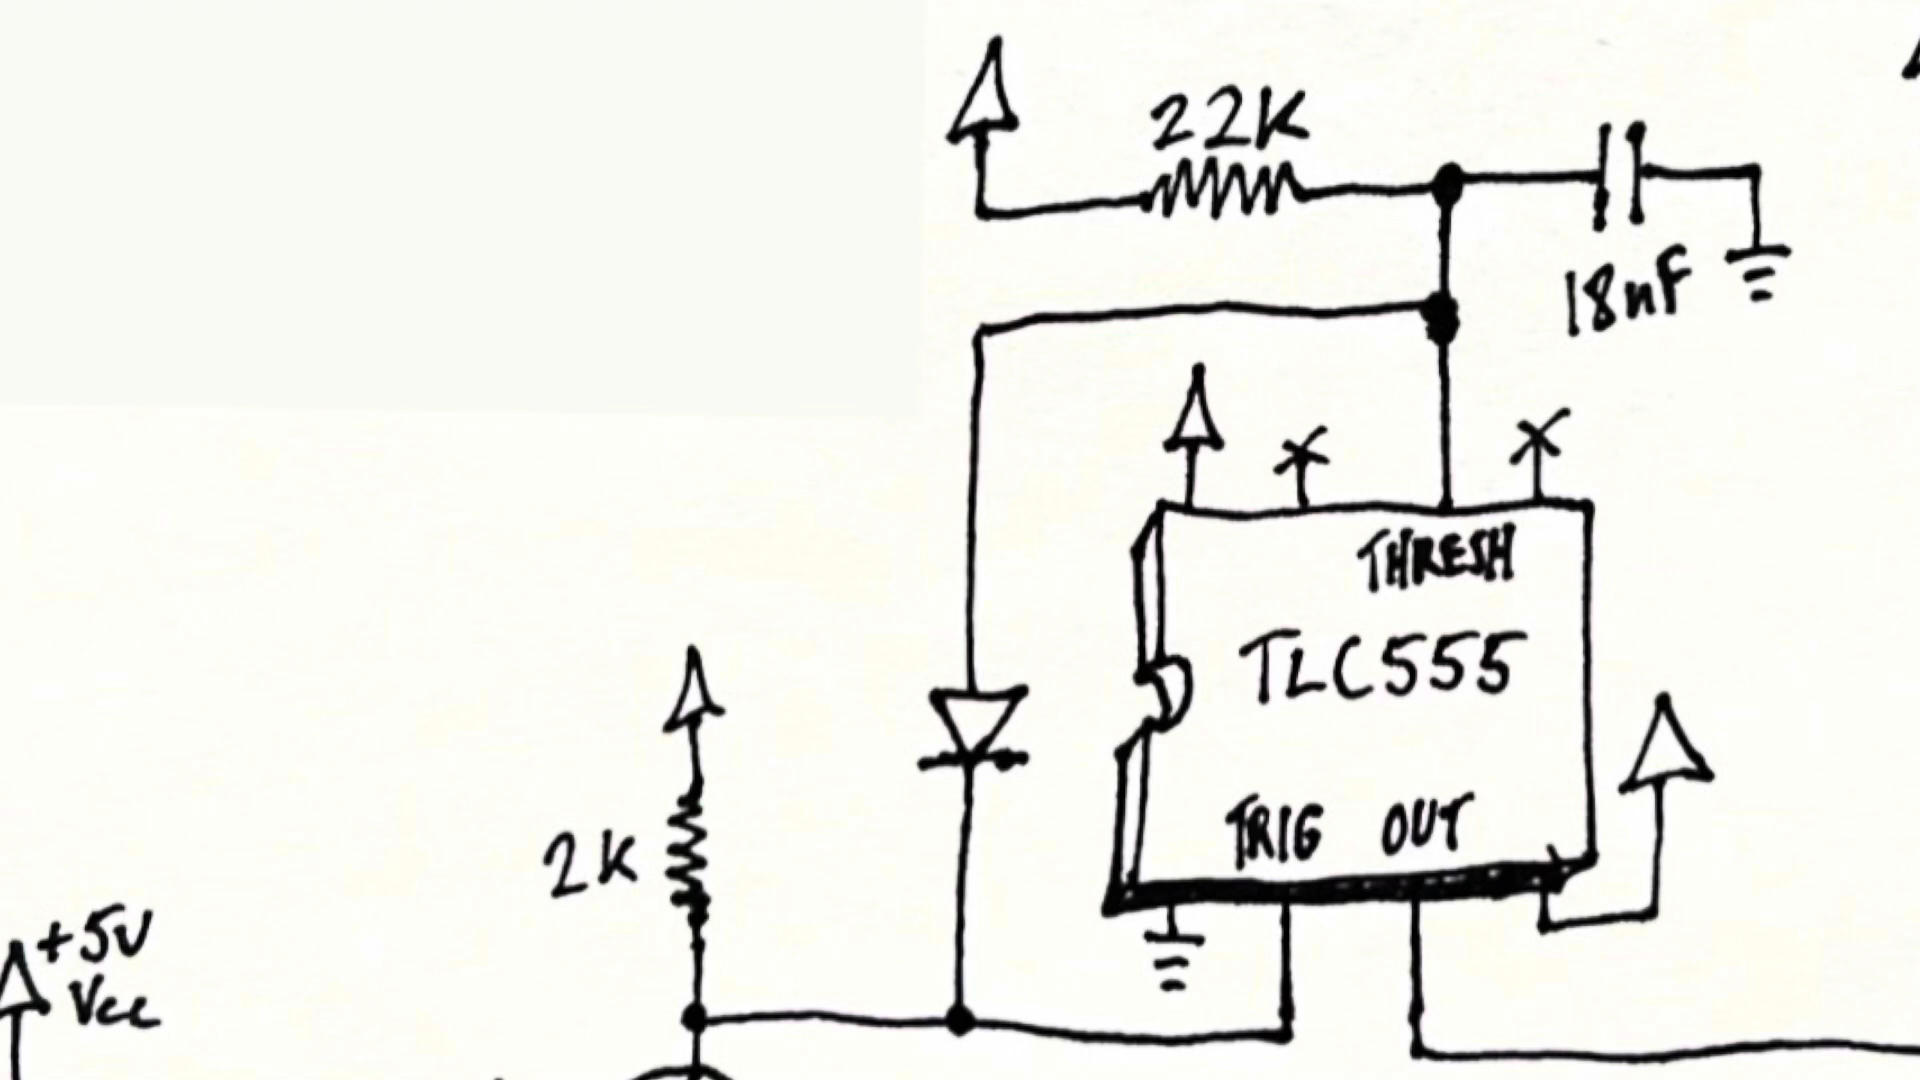 22K
18nF
THRESH
TLC555
TRIG OUT
2K
+5V
Vcc